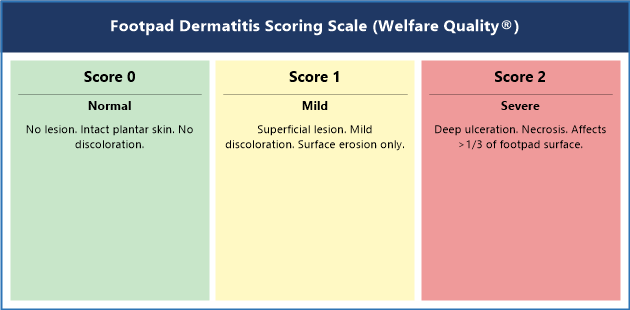 Footpad Dermatitis Scoring Scale (Welfare Quality®)
Score 0
Normal
No lesion. Intact plantar skin. No
discoloration.
Score 1
Mild
Superficial lesion. Mild
discoloration. Surface erosion only.
Score 2
Severe
Deep ulceration. Necrosis. Affects
>1/3 of footpad surface.